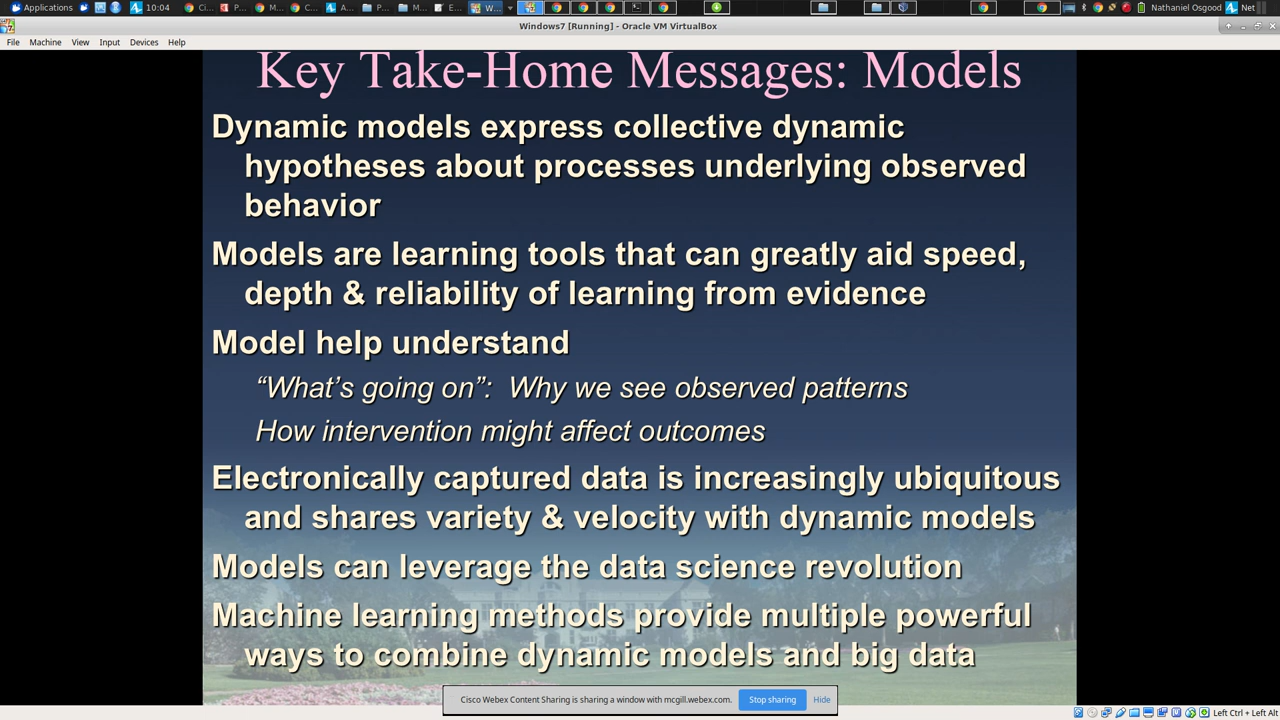 Applications 10:04 Ci... P... M... C... A... P... M... E... W... Nathaniel Osgood Net
Windows7 [Running] - Oracle VM VirtualBox
File Machine View Input Devices Help
Key Take-Home Messages: Models
Dynamic models express collective dynamic
hypotheses about processes underlying observed
behavior
Models are learning tools that can greatly aid speed,
depth & reliability of learning from evidence
Model help understand
“What’s going on”: Why we see observed patterns
How intervention might affect outcomes
Electronically captured data is increasingly ubiquitous
and shares variety & velocity with dynamic models
Models can leverage the data science revolution
Machine learning methods provide multiple powerful
ways to combine dynamic models and big data
Cisco Webex Content Sharing is sharing a window with mcgill.webex.com. Stop sharing Hide
Left Ctrl + Left Alt